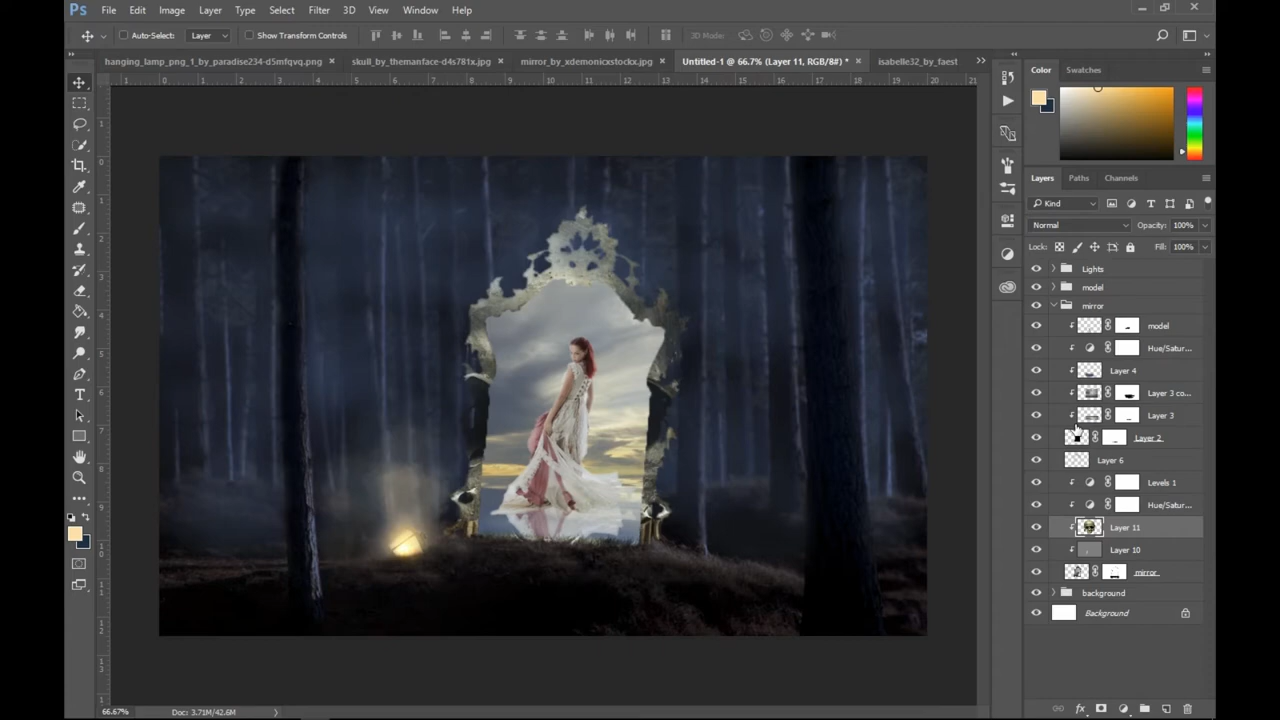 Ps File Edit Image Layer Type Select Filter 3D View Window Help
Auto-Select: Layer Show Transform Controls 3D Mode:
hanging_lamp_png_1_by_paradise234-d5mfqvq.png × skull_by_themanface-d4s781x.jpg × mirror_by_xdemonicxstockx.jpg × Untitled-1 @ 66.7% (Layer 11, RGB/8#) * × isabelle32_by_faest
Color Swatches
Layers Paths Channels
Kind
Normal Opacity: 100%
Lock: Fill: 100%
Lights
model
mirror
model
Hue/Satur...
Layer 4
Layer 3 co...
Layer 3
Layer 2
Layer 6
Levels 1
Hue/Satur...
Layer 11
Layer 10
mirror
background
Background
66.67% Doc: 3.71M/42.6M